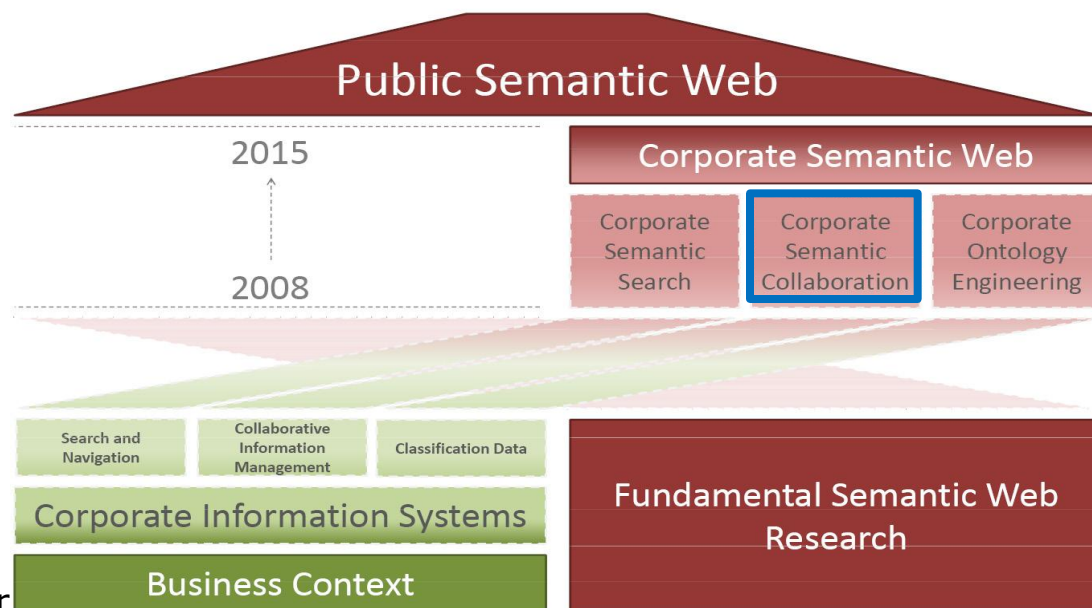 Public Semantic Web
2015
2008
Corporate Semantic Web
Corporate
Semantic
Search
Corporate
Semantic
Collaboration
Corporate
Ontology
Engineering
Search and
Navigation
Collaborative
Information
Management
Classification Data
Corporate Information Systems
Business Context
Fundamental Semantic Web
Research
r